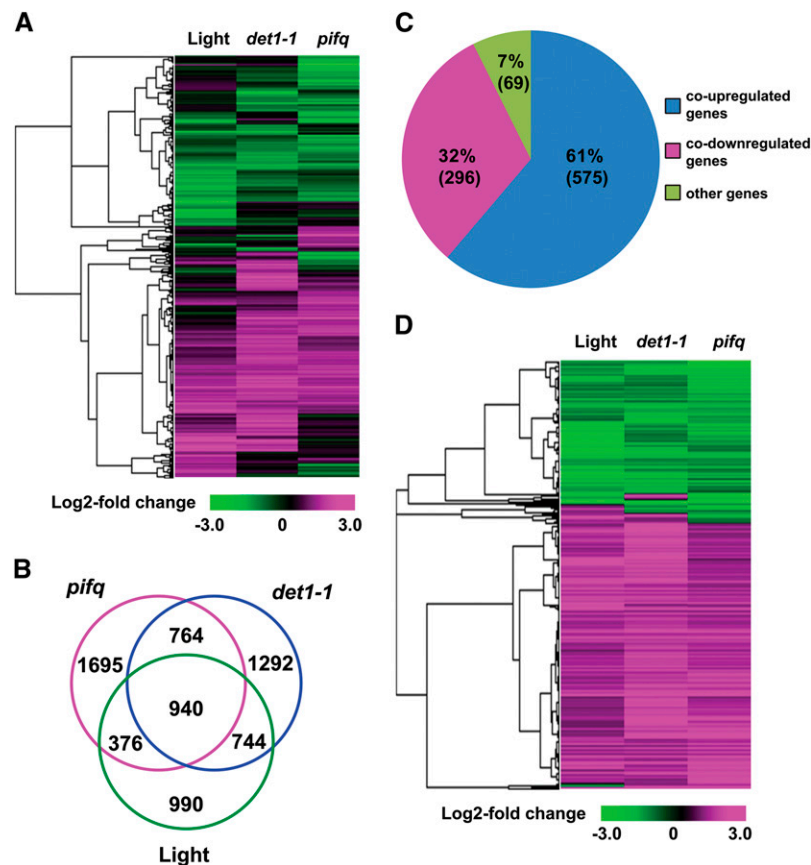 A
Light det1-1 pifq
Log2-fold change
-3.0 0 3.0
B
pifq
det1-1
764
1695
1292
940
376
744
990
Light
C
7%
(69)
32%
(296)
61%
(575)
co-upregulated
genes
co-downregulated
genes
other genes
D
Light det1-1 pifq
Log2-fold change
-3.0 0 3.0